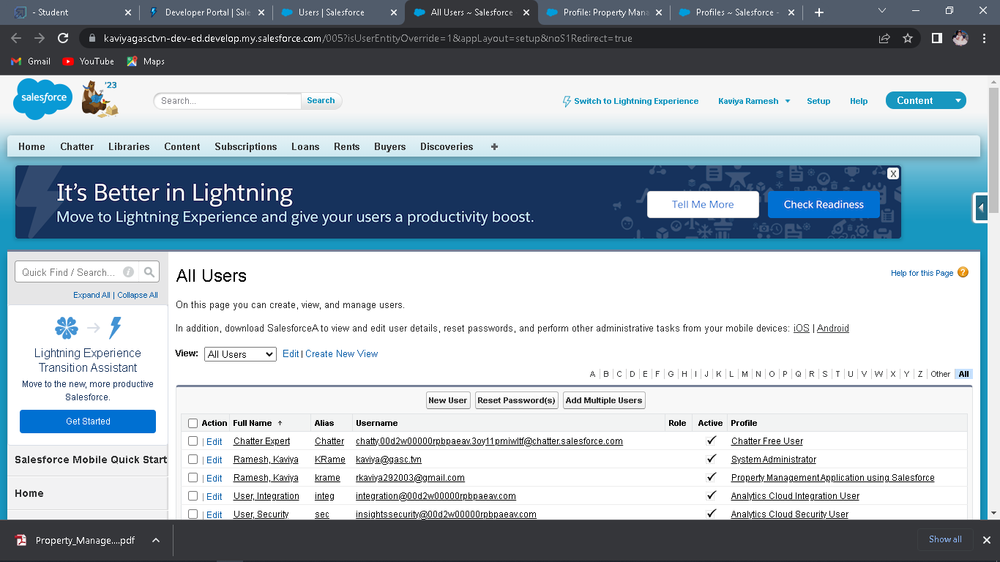 - Student
Developer Portal | Sale
Users | Salesforce
All Users ~ Salesforce
Profile: Property Mana
Profiles ~ Salesforce -
kaviyagasctvn-dev-ed.develop.my.salesforce.com/005?isUserEntityOverride=1&appLayout=setup&noS1Redirect=true
Gmail YouTube Maps
salesforce '23
Search... Search
Switch to Lightning Experience Kaviya Ramesh Setup Help Content
Home Chatter Libraries Content Subscriptions Loans Rents Buyers Discoveries +
It's Better in Lightning
Move to Lightning Experience and give your users a productivity boost.
Tell Me More Check Readiness X
Quick Find / Search... i
Expand All | Collapse All
Lightning Experience
Transition Assistant
Move to the new, more productive
Salesforce.
Get Started
Salesforce Mobile Quick Start
Home
All Users
Help for this Page ?
On this page you can create, view, and manage users.
In addition, download SalesforceA to view and edit user details, reset passwords, and perform other administrative tasks from your mobile devices: iOS | Android
View: All Users Edit | Create New View
A | B | C | D | E | F | G | H | I | J | K | L | M | N | O | P | Q | R | S | T | U | V | W | X | Y | Z | Other | All
New User Reset Password(s) Add Multiple Users
Action Full Name ↑ Alias Username Role Active Profile
| Edit Chatter Expert Chatter chatty.00d2w00000rpbpaeav.3oy11pmiwltf@chatter.salesforce.com ✓ Chatter Free User
| Edit Ramesh, Kaviya KRame kaviya@gasc.tvn ✓ System Administrator
| Edit Ramesh, Kaviya krame rkaviya292003@gmail.com ✓ Property Management Application using Salesforce
| Edit User, Integration integ integration@00d2w00000rpbpaeav.com ✓ Analytics Cloud Integration User
| Edit User, Security sec insightssecurity@00d2w00000rpbpaeav.com ✓ Analytics Cloud Security User
Property_Manage....pdf
Show all